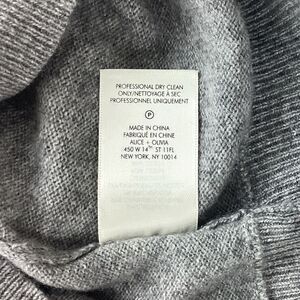 PROFESSIONAL DRY CLEAN
ONLY/NETTOYAGE À SEC
PROFESSIONNEL UNIQUEMENT
P
MADE IN CHINA
FABRIQUÉ EN CHINE
ALICE + OLIVIA
450 W 14TH ST 11FL
NEW YORK, NY 10014